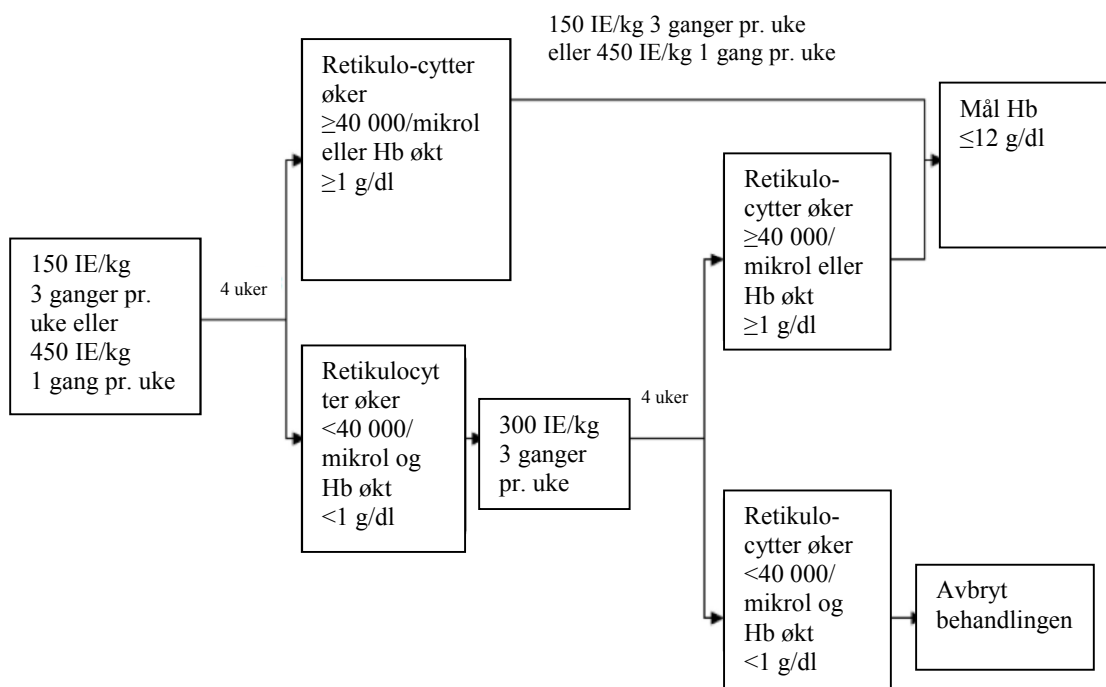 150 IE/kg
3 ganger pr.
uke eller
450 IE/kg
1 gang pr. uke
4 uker
Retikulo-cytter
øker
≥40 000/mikrol
eller Hb økt
≥1 g/dl
150 IE/kg 3 ganger pr. uke
eller 450 IE/kg 1 gang pr. uke
Retikulocyt
ter øker
<40 000/
mikrol og
Hb økt
<1 g/dl
300 IE/kg
3 ganger
pr. uke
4 uker
Retikulo-
cytter øker
≥40 000/
mikrol eller
Hb økt
≥1 g/dl
Mål Hb
≤12 g/dl
Retikulo-
cytter øker
<40 000/
mikrol og
Hb økt
<1 g/dl
Avbryt
behandlingen